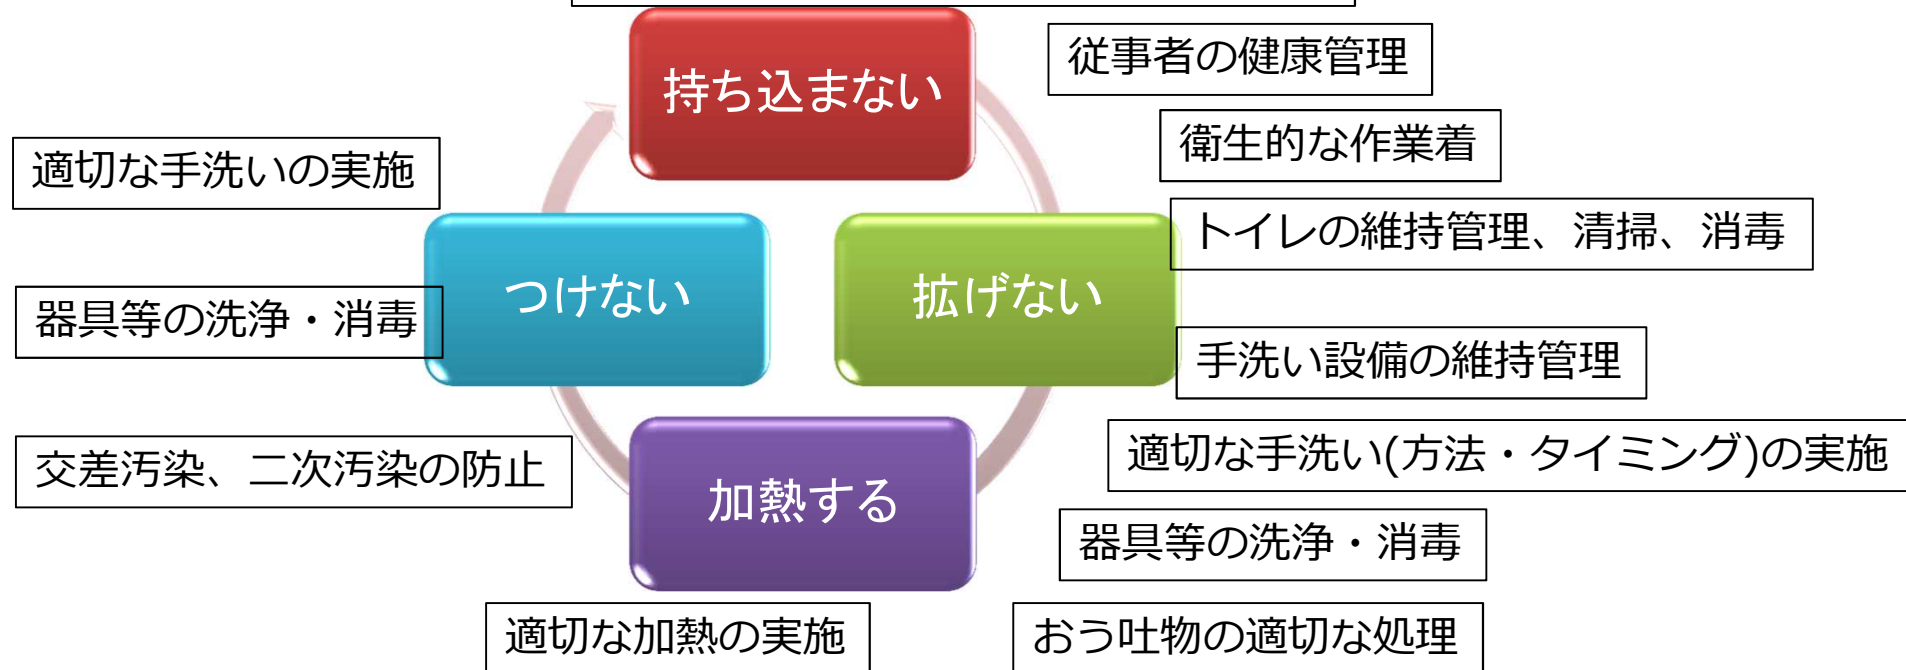 持ち込まない
従事者の健康管理
衛生的な作業着
適切な手洗いの実施
トイレの維持管理、清掃、消毒
つけない
拡げない
器具等の洗浄・消毒
手洗い設備の維持管理
交差汚染、二次汚染の防止
加熱する
適切な手洗い(方法・タイミング)の実施
器具等の洗浄・消毒
適切な加熱の実施
おう吐物の適切な処理